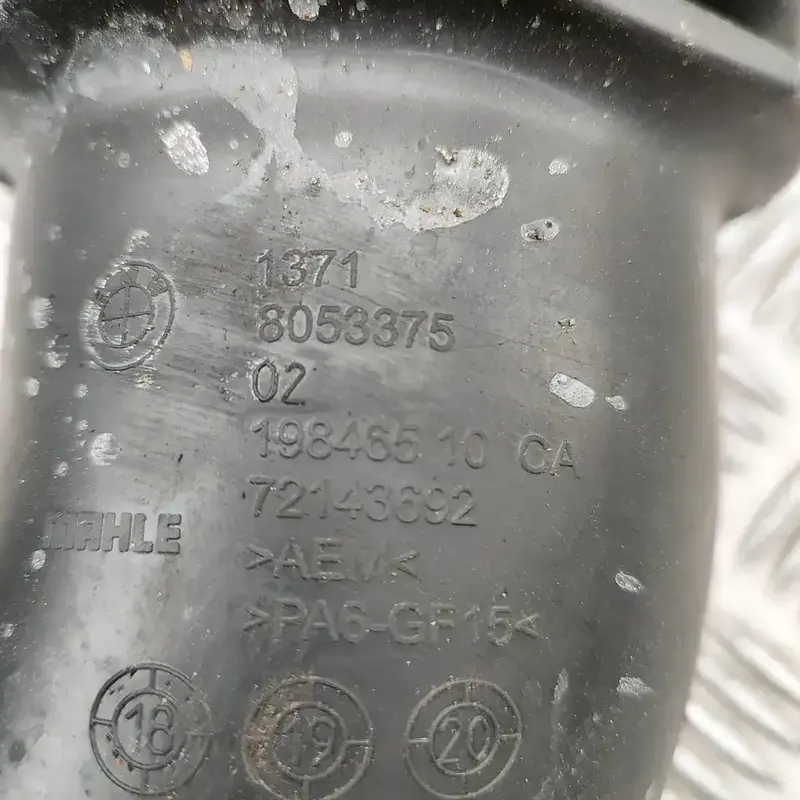 1371
8053375
02
198465 10 CA
72143692
MAHLE
>AEM<
>PA6-GF15<
18 19 20